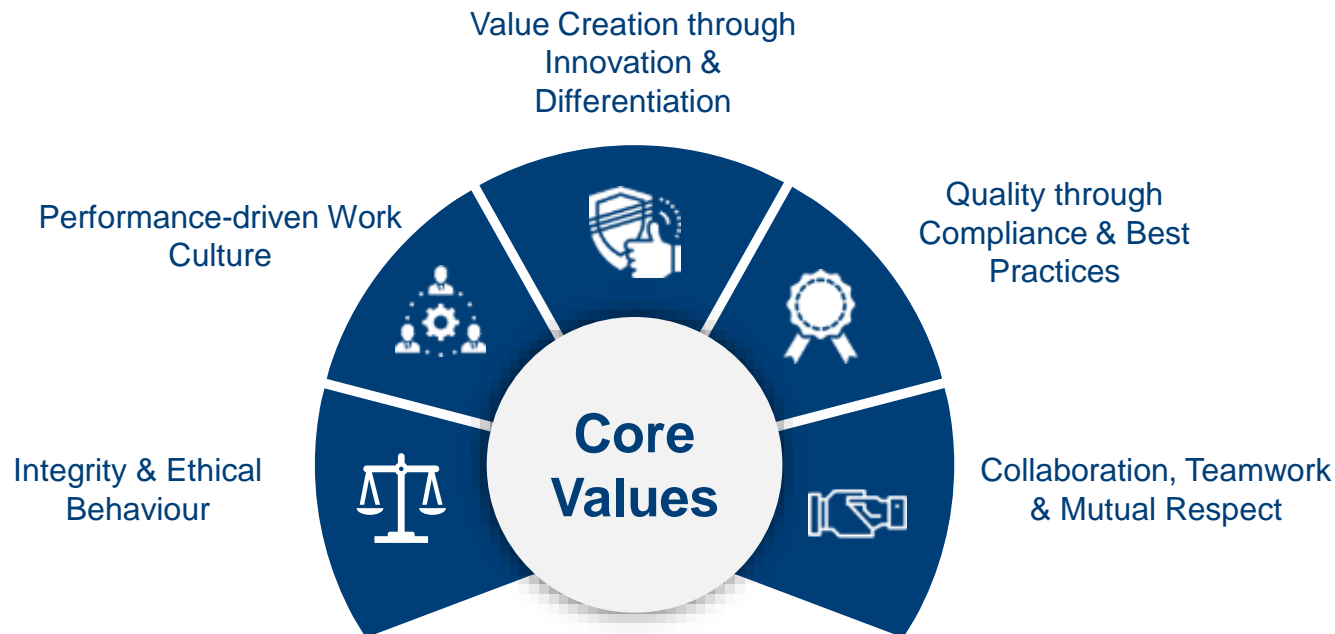 Value Creation through
Innovation &
Differentiation
Performance-driven Work
Culture
Quality through
Compliance & Best
Practices
Integrity & Ethical
Behaviour
Core
Values
Collaboration, Teamwork
& Mutual Respect